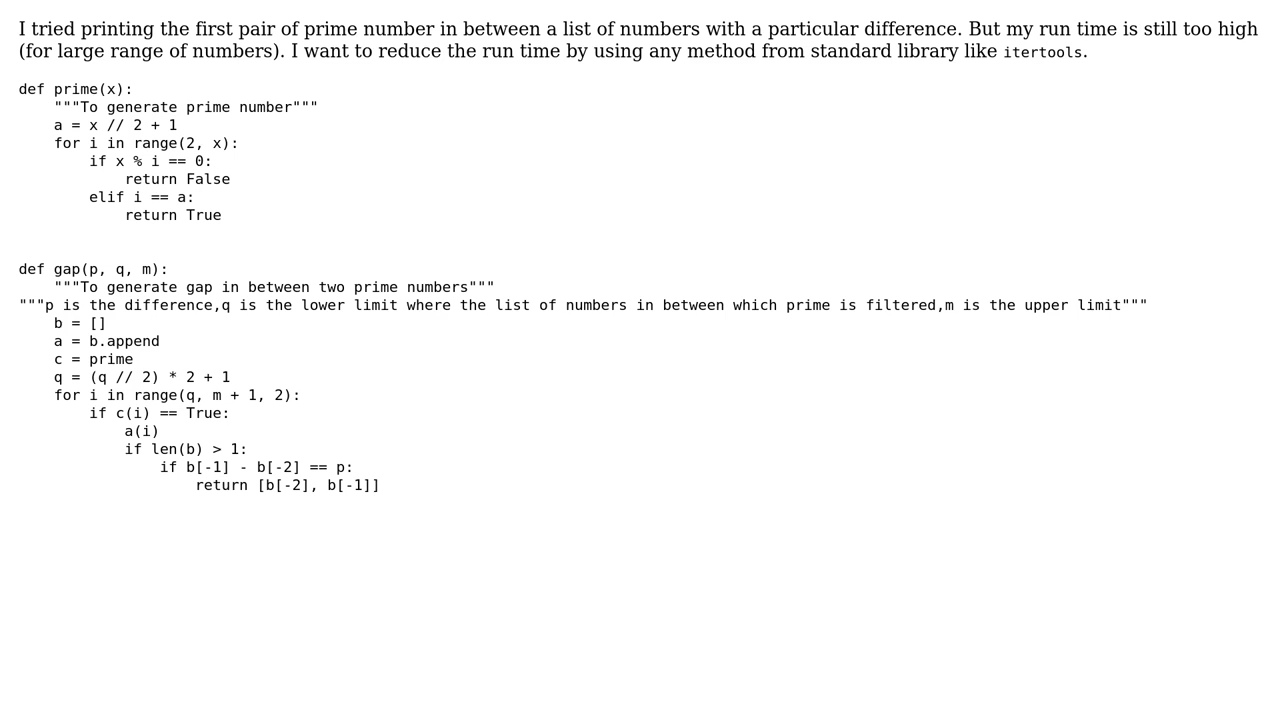 I tried printing the first pair of prime number in between a list of numbers with a particular difference. But my run time is still too high
(for large range of numbers). I want to reduce the run time by using any method from standard library like itertools.
def prime(x):
    """To generate prime number"""
    a = x // 2 + 1
    for i in range(2, x):
        if x % i == 0:
            return False
        elif i == a:
            return True
def gap(p, q, m):
    """To generate gap in between two prime numbers"""
"""p is the difference,q is the lower limit where the list of numbers in between which prime is filtered,m is the upper limit"""
    b = []
    a = b.append
    c = prime
    q = (q // 2) * 2 + 1
    for i in range(q, m + 1, 2):
        if c(i) == True:
            a(i)
            if len(b) > 1:
                if b[-1] - b[-2] == p:
                    return [b[-2], b[-1]]